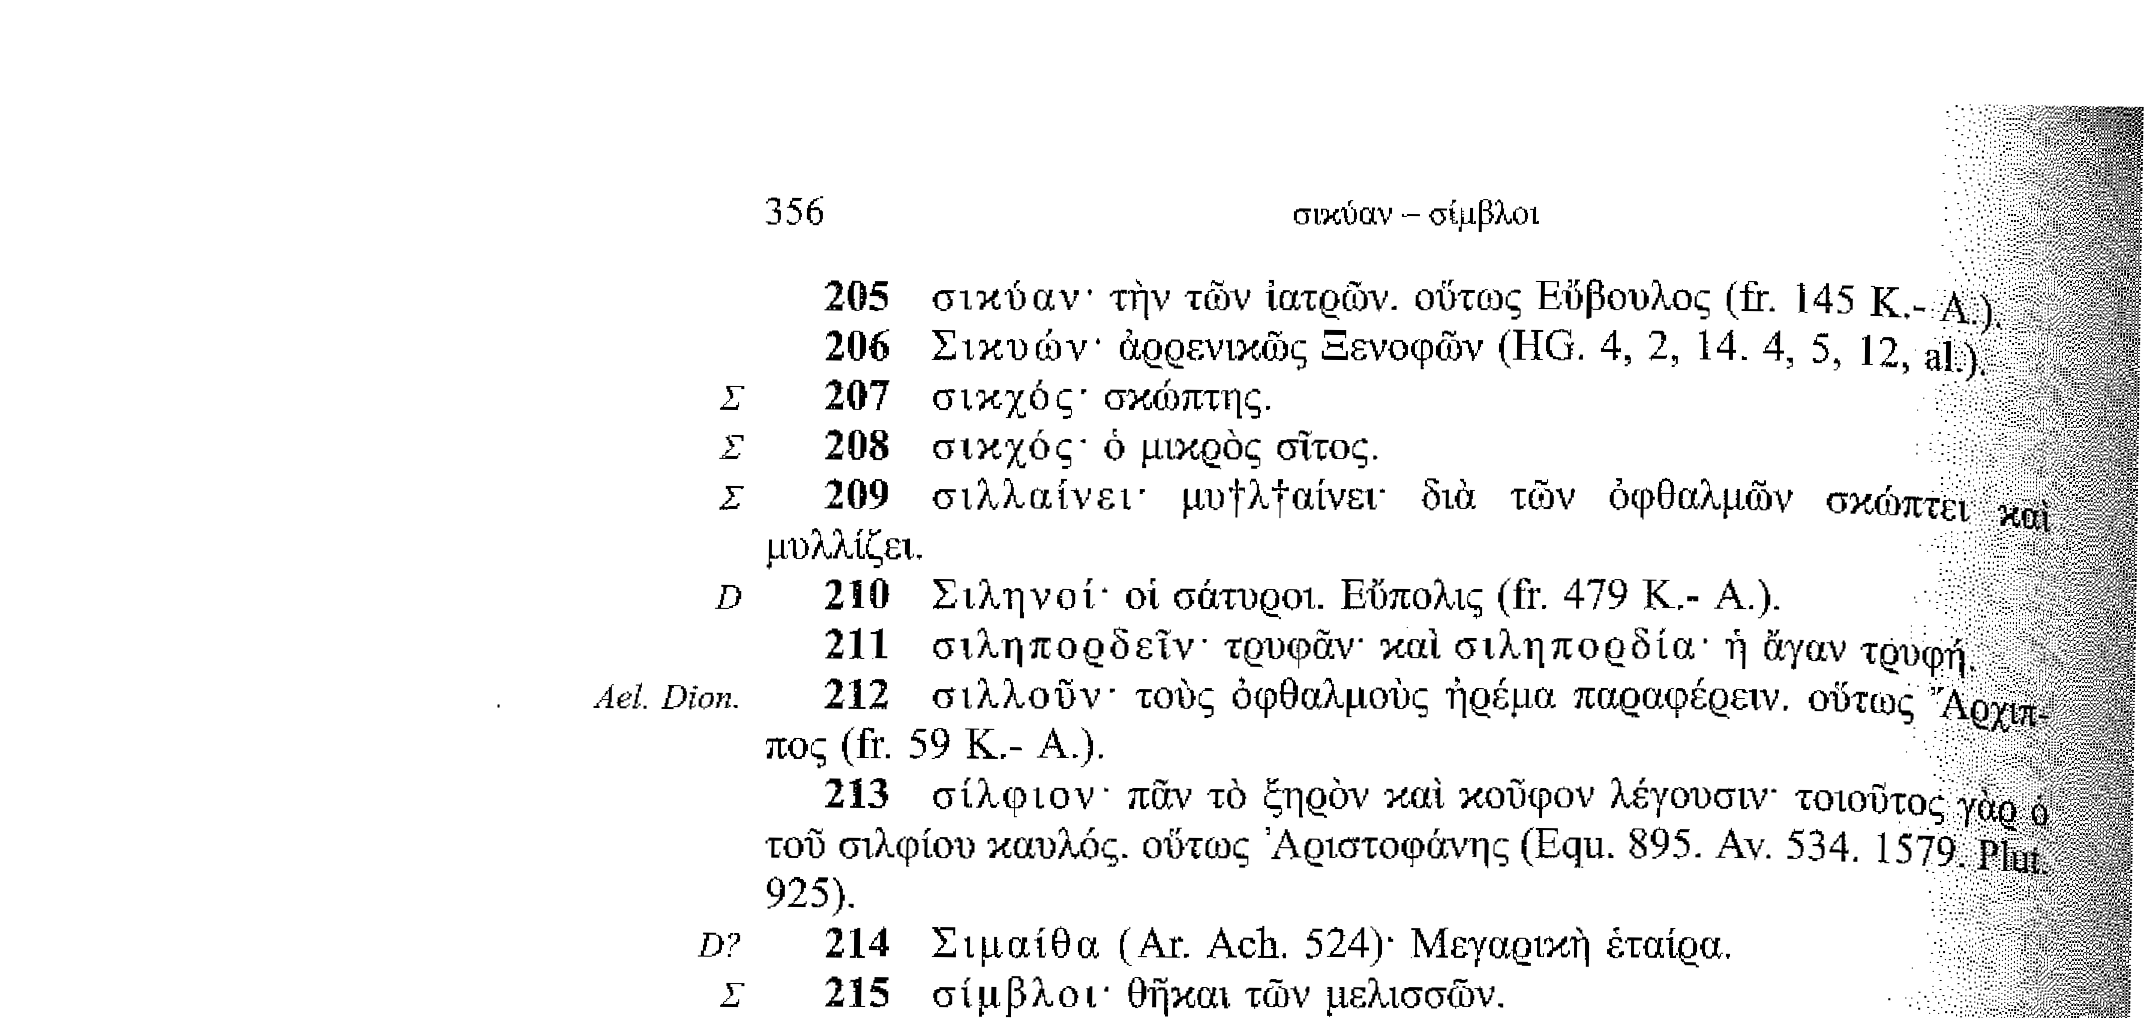 356 σικύαν – σίμβλοι
205 σικύαν· τὴν τῶν ἰατρῶν. οὕτως Εὔβουλος (fr. 145 K.- A.).
206 Σικυών· ἀρρενικῶς Ξενοφῶν (HG. 4, 2, 14. 4, 5, 12, al.).
Σ 207 σικχός· σκώπτης.
Σ 208 σικχός· ὁ μικρὸς σῖτος.
Σ 209 σιλλαίνει· μυ†λ†αίνει· διὰ τῶν ὀφθαλμῶν σκώπτει καὶ
μυλλίζει.
D 210 Σιληνοί· οἱ σάτυροι. Εὔπολις (fr. 479 K.- A.).
211 σιληπορδεῖν· τρυφᾶν· καὶ σιληπορδία· ἡ ἄγαν τρυφή.
Ael. Dion. 212 σιλλοῦν· τοὺς ὀφθαλμοὺς ἠρέμα παραφέρειν. οὕτως Ἄρχιπ-
πος (fr. 59 K.- A.).
213 σίλφιον· πᾶν τὸ ξηρὸν καὶ κοῦφον λέγουσιν· τοιοῦτος γὰρ ὁ
τοῦ σιλφίου καυλός. οὕτως Ἀριστοφάνης (Equ. 895. Av. 534. 1579. Plut.
925).
D? 214 Σιμαίθα (Ar. Ach. 524)· Μεγαρικὴ ἑταίρα.
Σ 215 σίμβλοι· θῆκαι τῶν μελισσῶν.